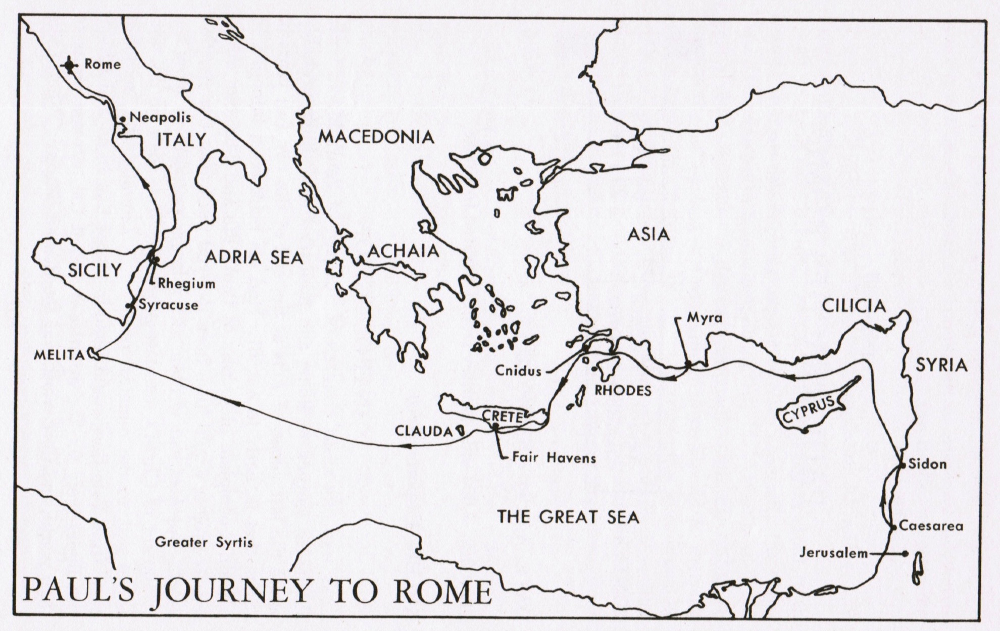 Rome
Neapolis
ITALY
MACEDONIA
ASIA
ADRIA SEA
ACHAIA
SICILY
Rhegium
Syracuse
MELITA
CILICIA
Myra
SYRIA
Cnidus
RHODES
CYPRUS
CRETE
CLAUDA
Fair Havens
Sidon
THE GREAT SEA
Caesarea
Greater Syrtis
Jerusalem
PAUL'S JOURNEY TO ROME